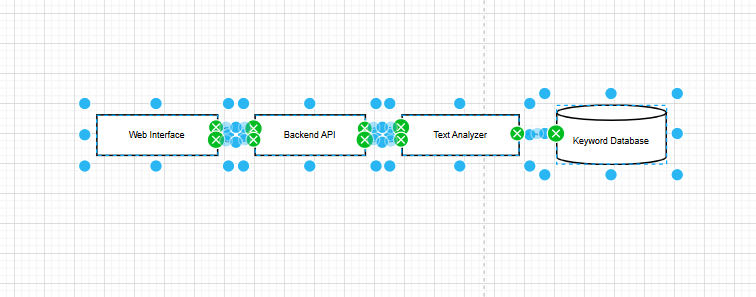 Web Interface
Backend API
Text Analyzer
Keyword Database